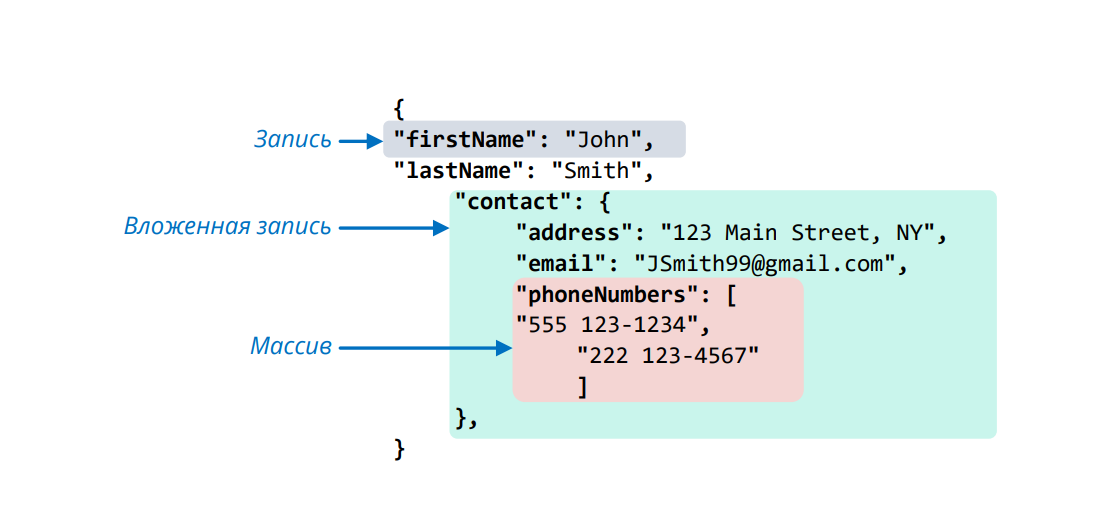 {
Запись
"firstName": "John",
"lastName": "Smith",
"contact": {
Вложенная запись
"address": "123 Main Street, NY",
"email": "JSmith99@gmail.com",
"phoneNumbers": [
"555 123-1234",
Массив
"222 123-4567"
]
},
}